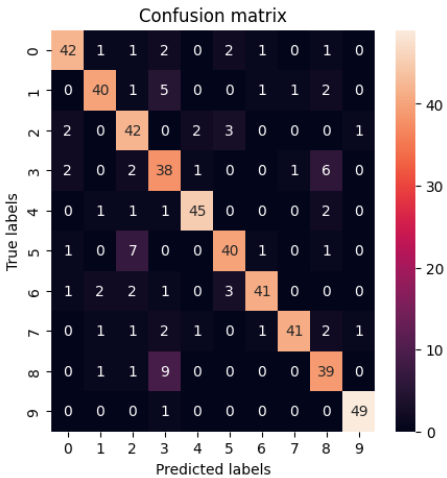 Confusion matrix
0 42 1 1 2 0 2 1 0 1 0
1 0 40 1 5 0 0 1 1 2 0
2 2 0 42 0 2 3 0 0 0 1
3 2 0 2 38 1 0 0 1 6 0
4 0 1 1 1 45 0 0 0 2 0
5 1 0 7 0 0 40 1 0 1 0
6 1 2 2 1 0 3 41 0 0 0
7 0 1 1 2 1 0 1 41 2 1
8 0 1 1 9 0 0 0 0 39 0
9 0 0 0 1 0 0 0 0 0 49
0 1 2 3 4 5 6 7 8 9
True labels
Predicted labels
40
30
20
10
0